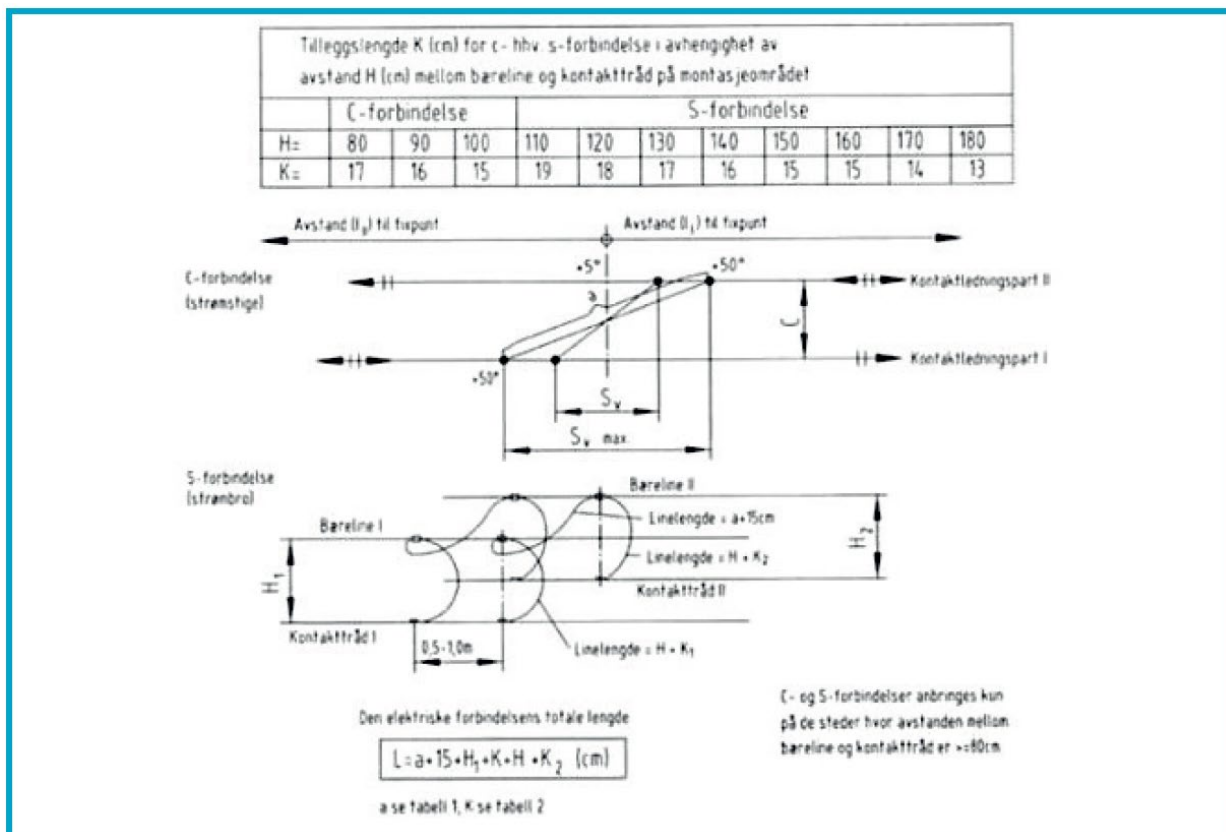 Tilleggslengde K (cm) for c- hhv. s-forbindelse i avhengighet av
avstand H (cm) mellom bæreline og kontakttråd på montasjeområdet
C-forbindelse S-forbindelse
H= 80 90 100 110 120 130 140 150 160 170 180
K= 17 16 15 19 18 17 16 15 15 14 13
Avstand (l₀) til fixpunt Avstand (l₁) til fixpunt
C-forbindelse
(strømstige)
+5° +50°
Kontaktledningspart II
a
C
+50°
Kontaktledningspart I
Sᵥ
Sᵥ max.
S-forbindelse
(strømbro)
Bæreline II
Linelengde = a+15cm
Bæreline I
H₁
Linelengde = H + K₂
H₂
Kontakttråd II
Kontakttråd I
0,5-1,0m
Linelengde = H + K₁
Den elektriske forbindelsens totale lengde
L=a+15+H₁+K+H +K₂ (cm)
a se tabell 1, K se tabell 2
C- og S-forbindelser anbringes kun
på de steder hvor avstanden mellom
bæreline og kontakttråd er >=80cm